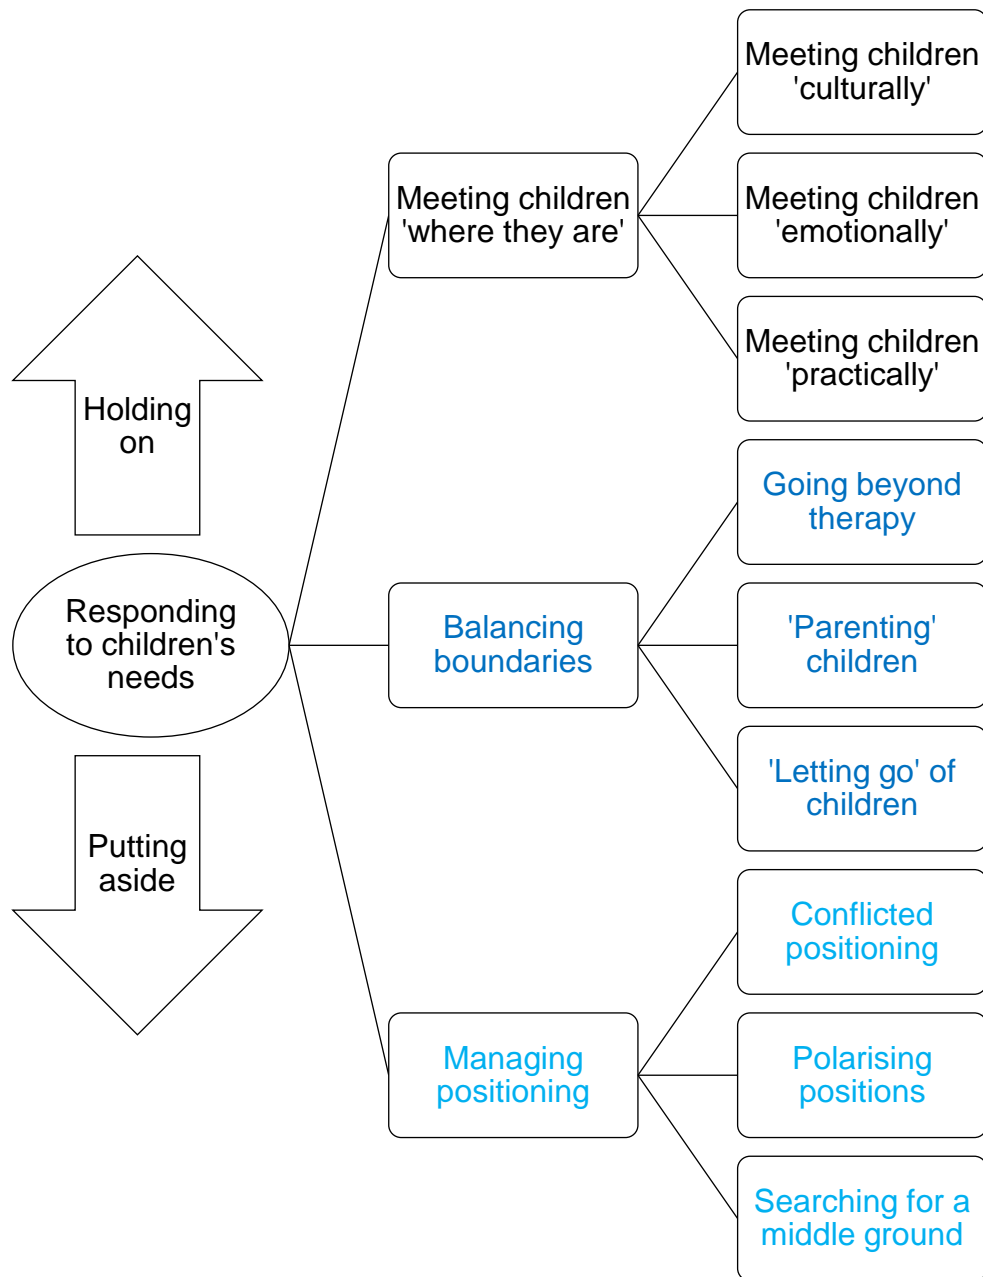 Holding
on
Responding
to children's
needs
Putting
aside
Meeting children
'where they are'
Meeting children
'culturally'
Meeting children
'emotionally'
Meeting children
'practically'
Balancing
boundaries
Going beyond
therapy
'Parenting'
children
'Letting go' of
children
Managing
positioning
Conflicted
positioning
Polarising
positions
Searching for a
middle ground